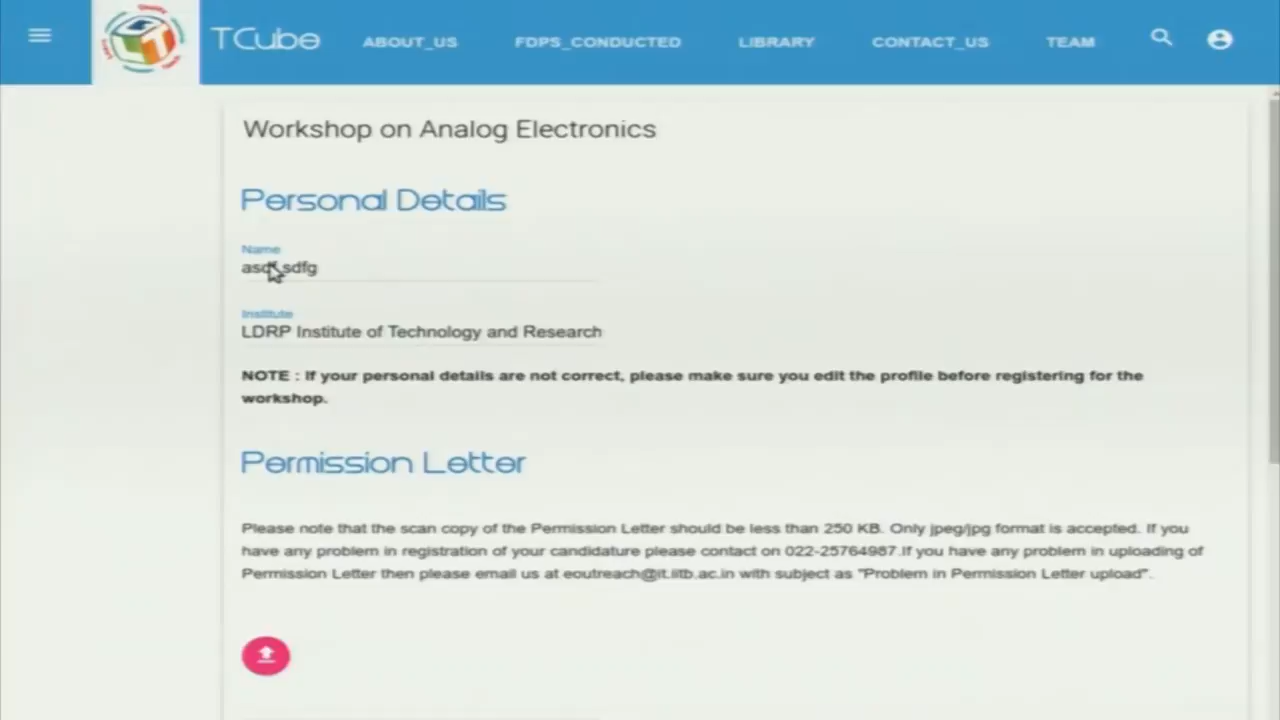 TCube
ABOUT_US
FDPS_CONDUCTED
LIBRARY
CONTACT_US
TEAM
Workshop on Analog Electronics
Personal Details
Name
asdf sdfg
Institute
LDRP Institute of Technology and Research
NOTE : If your personal details are not correct, please make sure you edit the profile before registering for the
workshop.
Permission Letter
Please note that the scan copy of the Permission Letter should be less than 250 KB. Only jpeg/jpg format is accepted. If you
have any problem in registration of your candidature please contact on 022-25764987.If you have any problem in uploading of
Permission Letter then please email us at eoutreach@it.iitb.ac.in with subject as "Problem in Permission Letter upload".